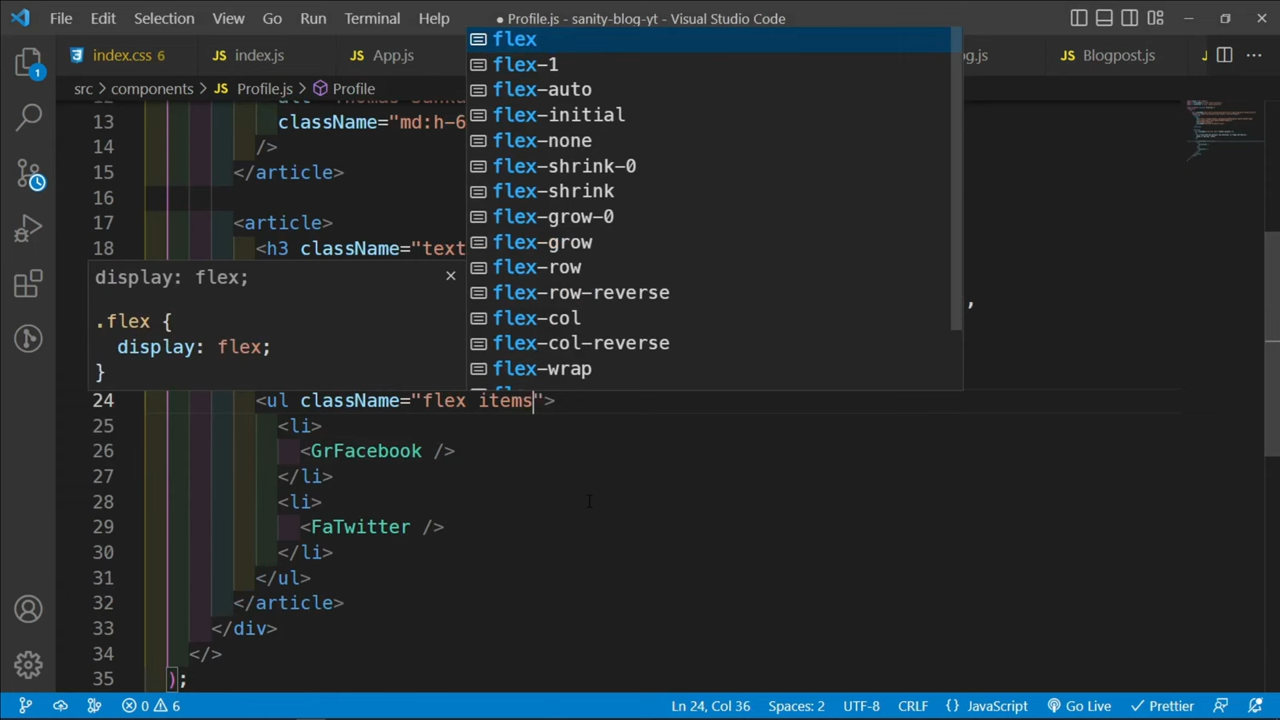 File Edit Selection View Go Run Terminal Help ● Profile.js - sanity-blog-yt - Visual Studio Code
index.css 6 index.js App.js g.js Blogpost.js
src > components > Profile.js > Profile
13 className="md:h-6
14 />
15 </article>
16
17 <article>
18 <h3 className="text
flex
flex-1
flex-auto
flex-initial
flex-none
flex-shrink-0
flex-shrink
flex-grow-0
flex-grow
flex-row
flex-row-reverse
flex-col
flex-col-reverse
flex-wrap
display: flex;
.flex {
display: flex;
}
,
24 <ul className="flex items">
25 <li>
26 <GrFacebook />
27 </li>
28 <li>
29 <FaTwitter />
30 </li>
31 </ul>
32 </article>
33 </div>
34 </>
35 );
1
0 6 Ln 24, Col 36 Spaces: 2 UTF-8 CRLF {} JavaScript Go Live Prettier